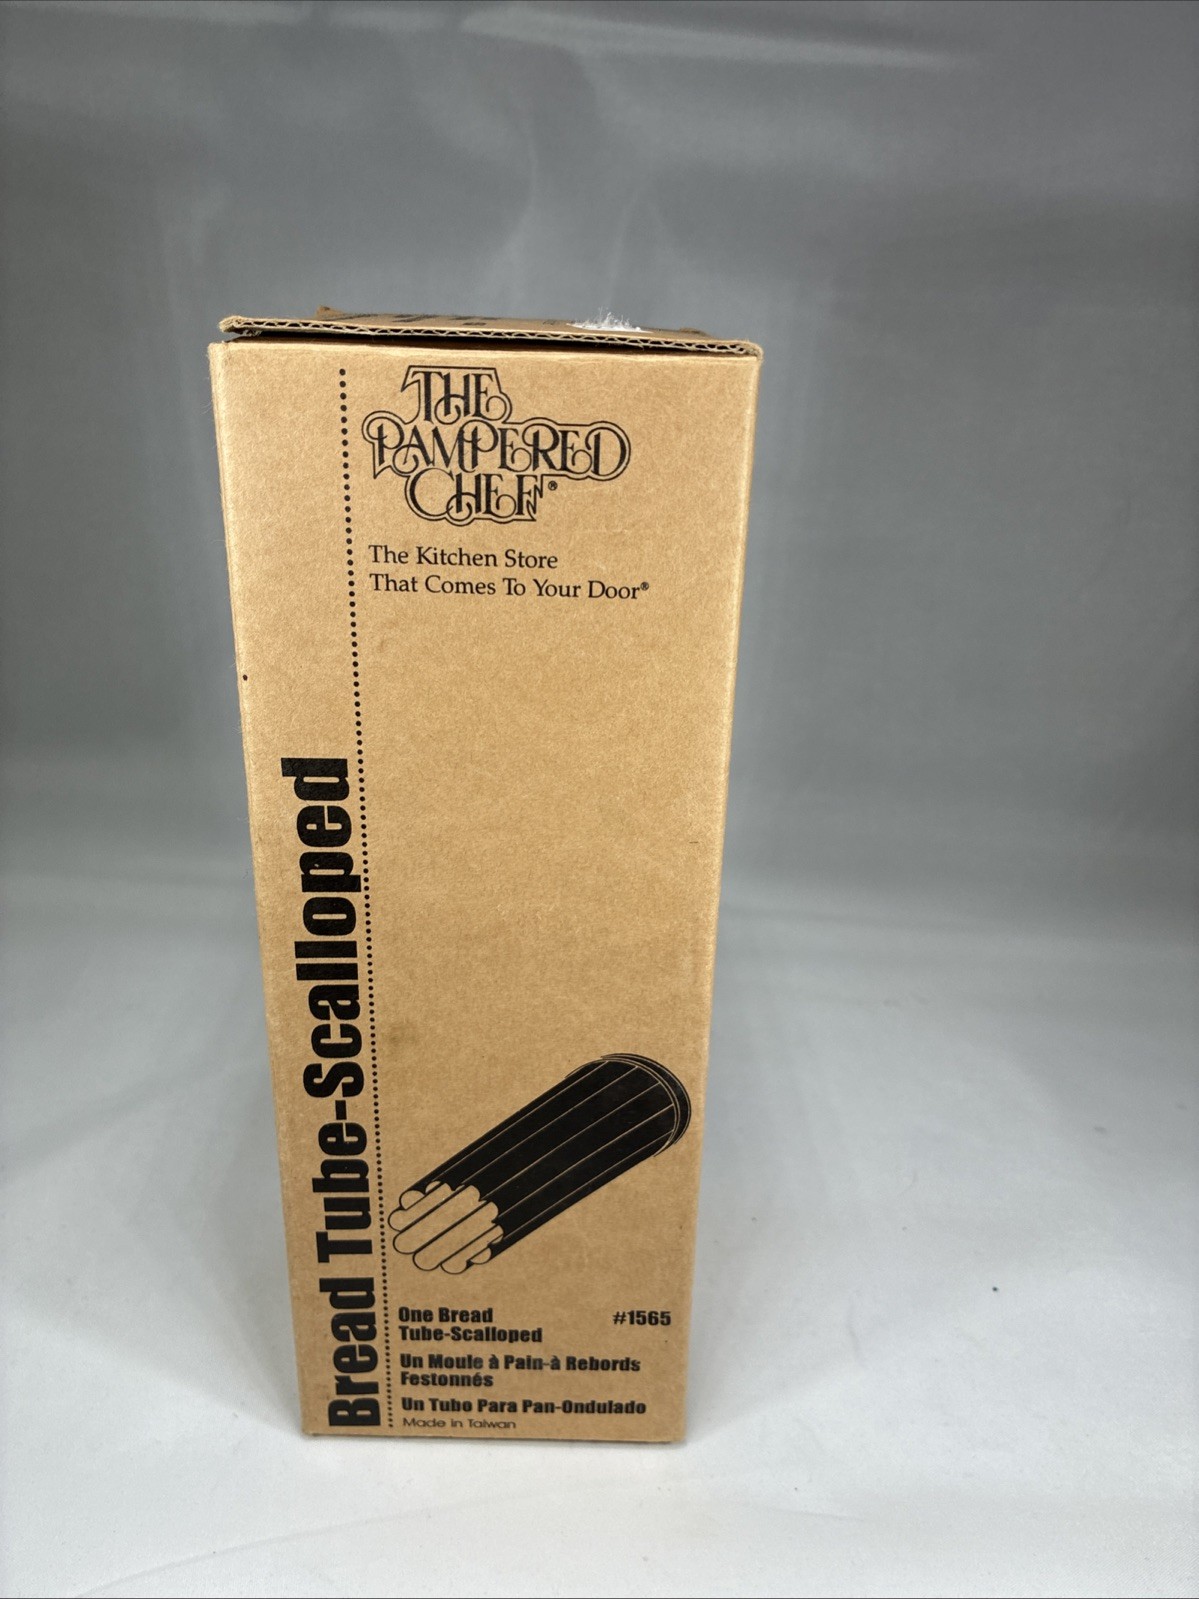 THE
PAMPERED
CHEF®
The Kitchen Store
That Comes To Your Door®
Bread Tube-Scalloped
One Bread
Tube-Scalloped
#1565
Un Moule à Pain-à Rebords
Festonnés
Un Tubo Para Pan-Ondulado
Made in Taiwan